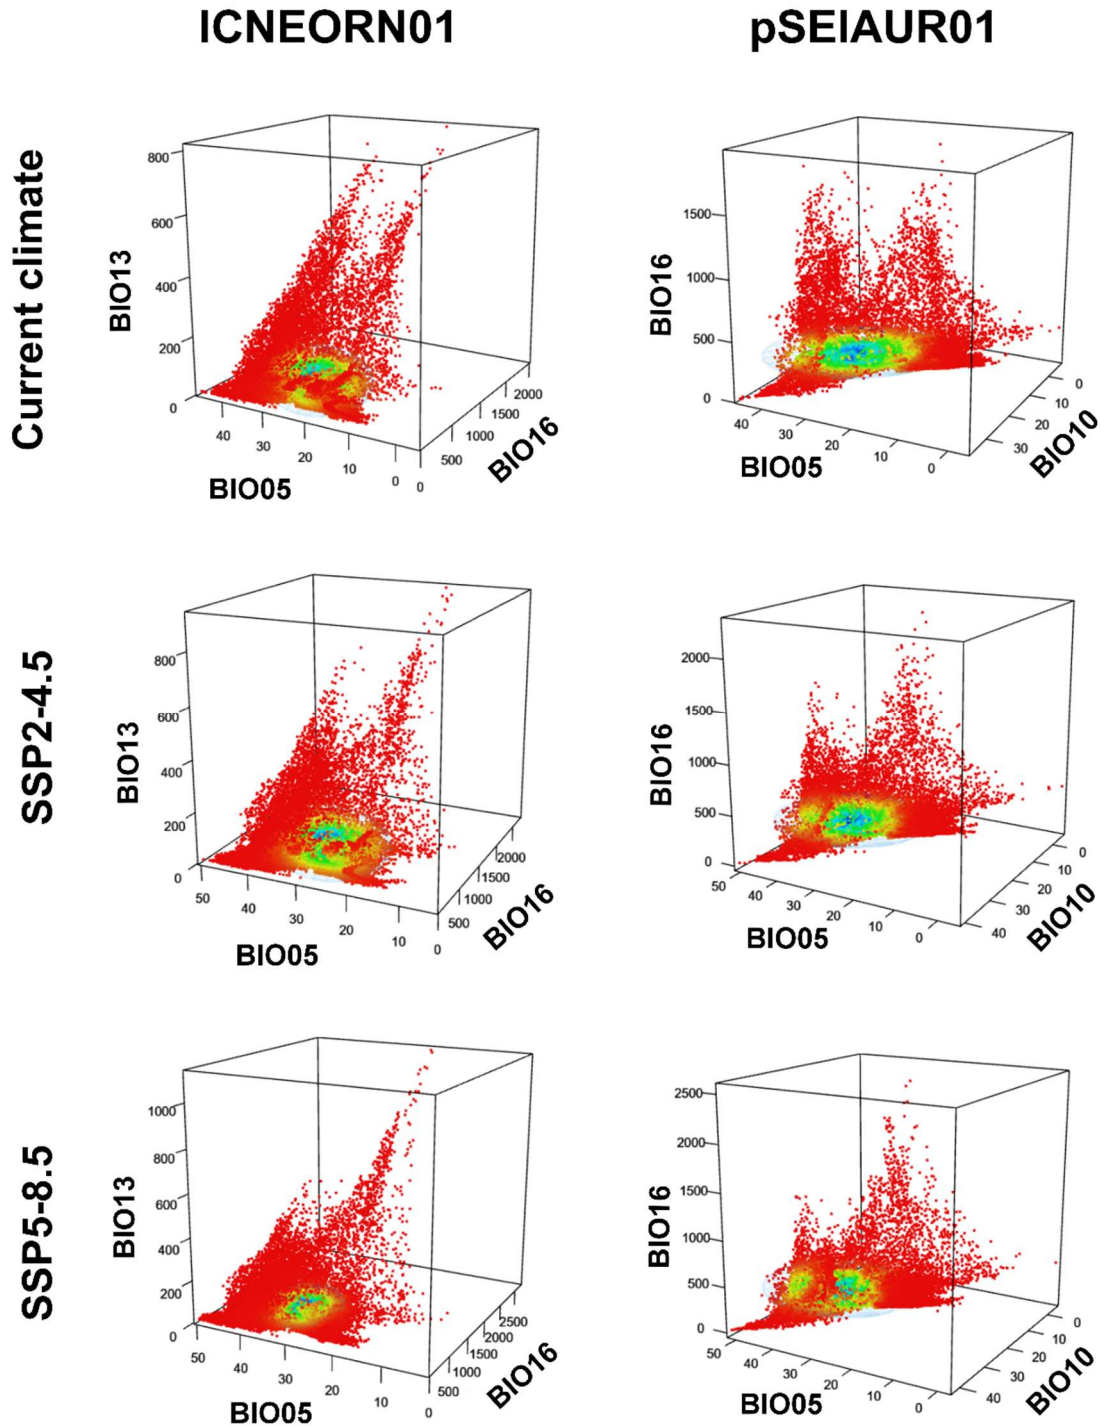 ICNEORN01 pSEIAUR01
Current climate
BIO13
800
600
400
200
0
40 30 20 10 0
BIO05
0 500 1000 1500 2000
BIO16
BIO16
1500
1000
500
0
40 30 20 10 0
BIO05
30 20 10 0
BIO10
SSP2-4.5
BIO13
800
600
400
200
0
50 40 30 20 10 0
BIO05
500 1000 1500 2000
BIO16
BIO16
2000
1500
1000
500
0
50 40 30 20 10 0
BIO05
40 30 20 10 0
BIO10
SSP5-8.5
BIO13
1000
800
600
400
200
0
50 40 30 20 10 0
BIO05
500 1000 1500 2000 2500
BIO16
BIO16
2500
2000
1500
1000
500
0
50 40 30 20 10 0
BIO05
40 30 20 10 0
BIO10